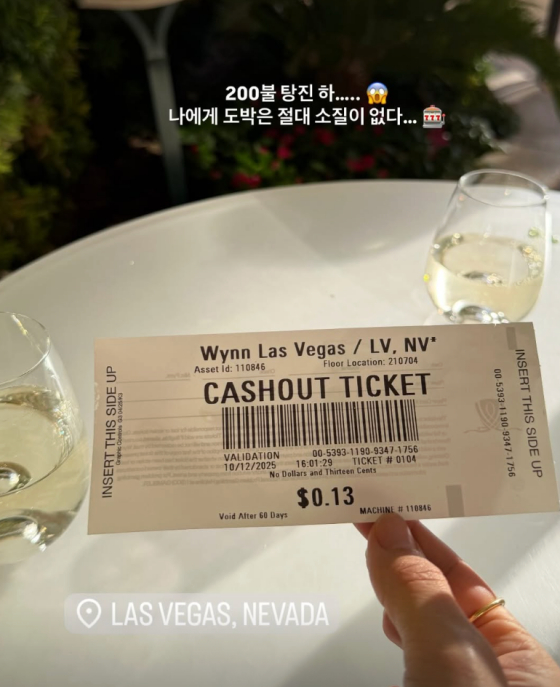 200불 탕진 하..... 😱
나에게 도박은 절대 소질이 없다... 🎰
Wynn Las Vegas / LV, NV*
Asset Id: 110846 Floor Location: 210704
CASHOUT TICKET
INSERT THIS SIDE UP
INSERT THIS SIDE UP
00-5393-1190-9347-1756
VALIDATION 00-5393-1190-9347-1756
10/12/2025 16:01:29 TICKET # 0104
No Dollars and Thirteen Cents
$0.13
Void After 60 Days MACHINE # 110846
LAS VEGAS, NEVADA